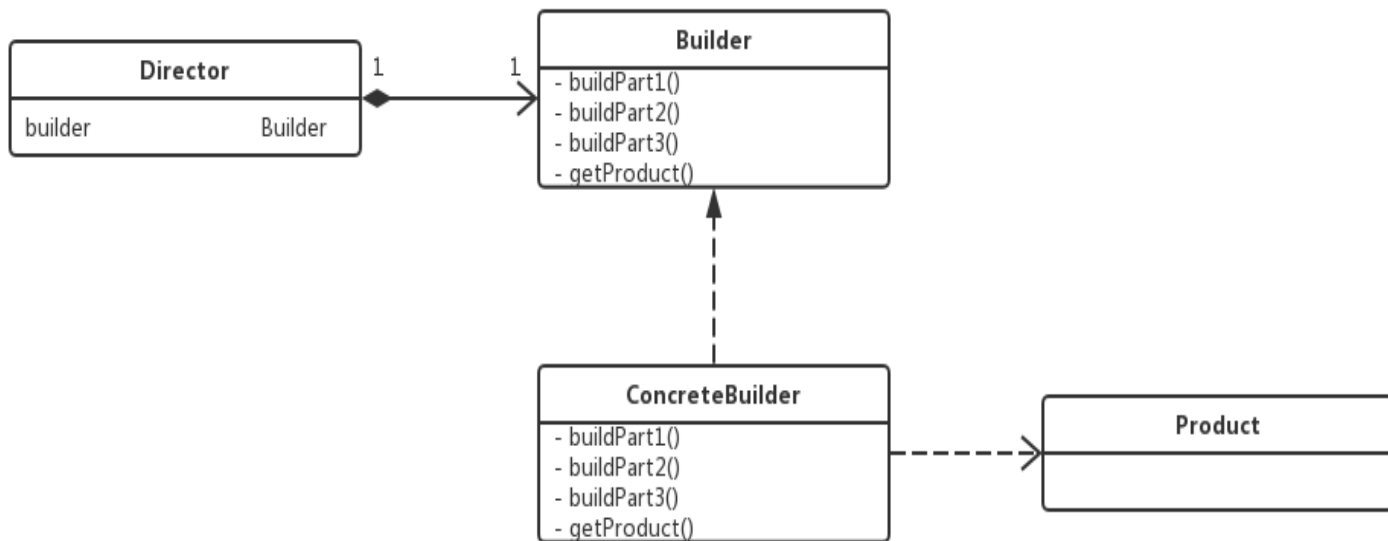 Director
builder Builder
1 1
Builder
- buildPart1()
- buildPart2()
- buildPart3()
- getProduct()
ConcreteBuilder
- buildPart1()
- buildPart2()
- buildPart3()
- getProduct()
Product